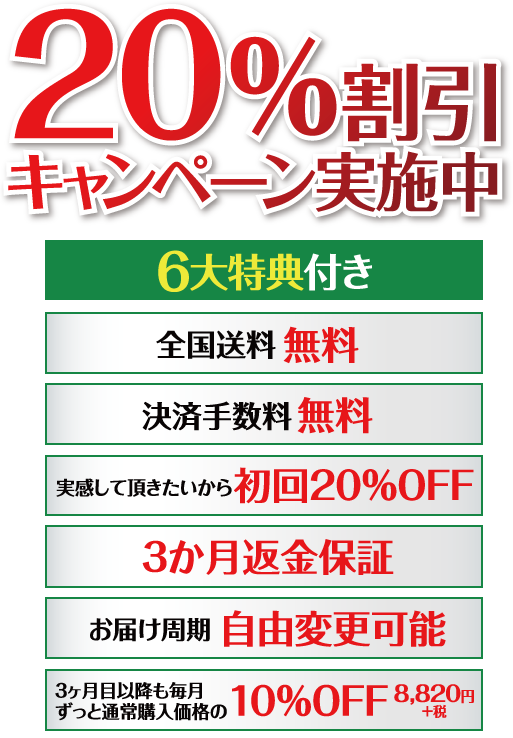 20%割引
キャンペーン実施中
6大特典付き
全国送料 無料
決済手数料 無料
実感して頂きたいから初回20%OFF
3か月返金保証
お届け周期 自由変更可能
3ヶ月目以降も毎月
ずっと通常購入価格の
10%OFF 8,820円
+税